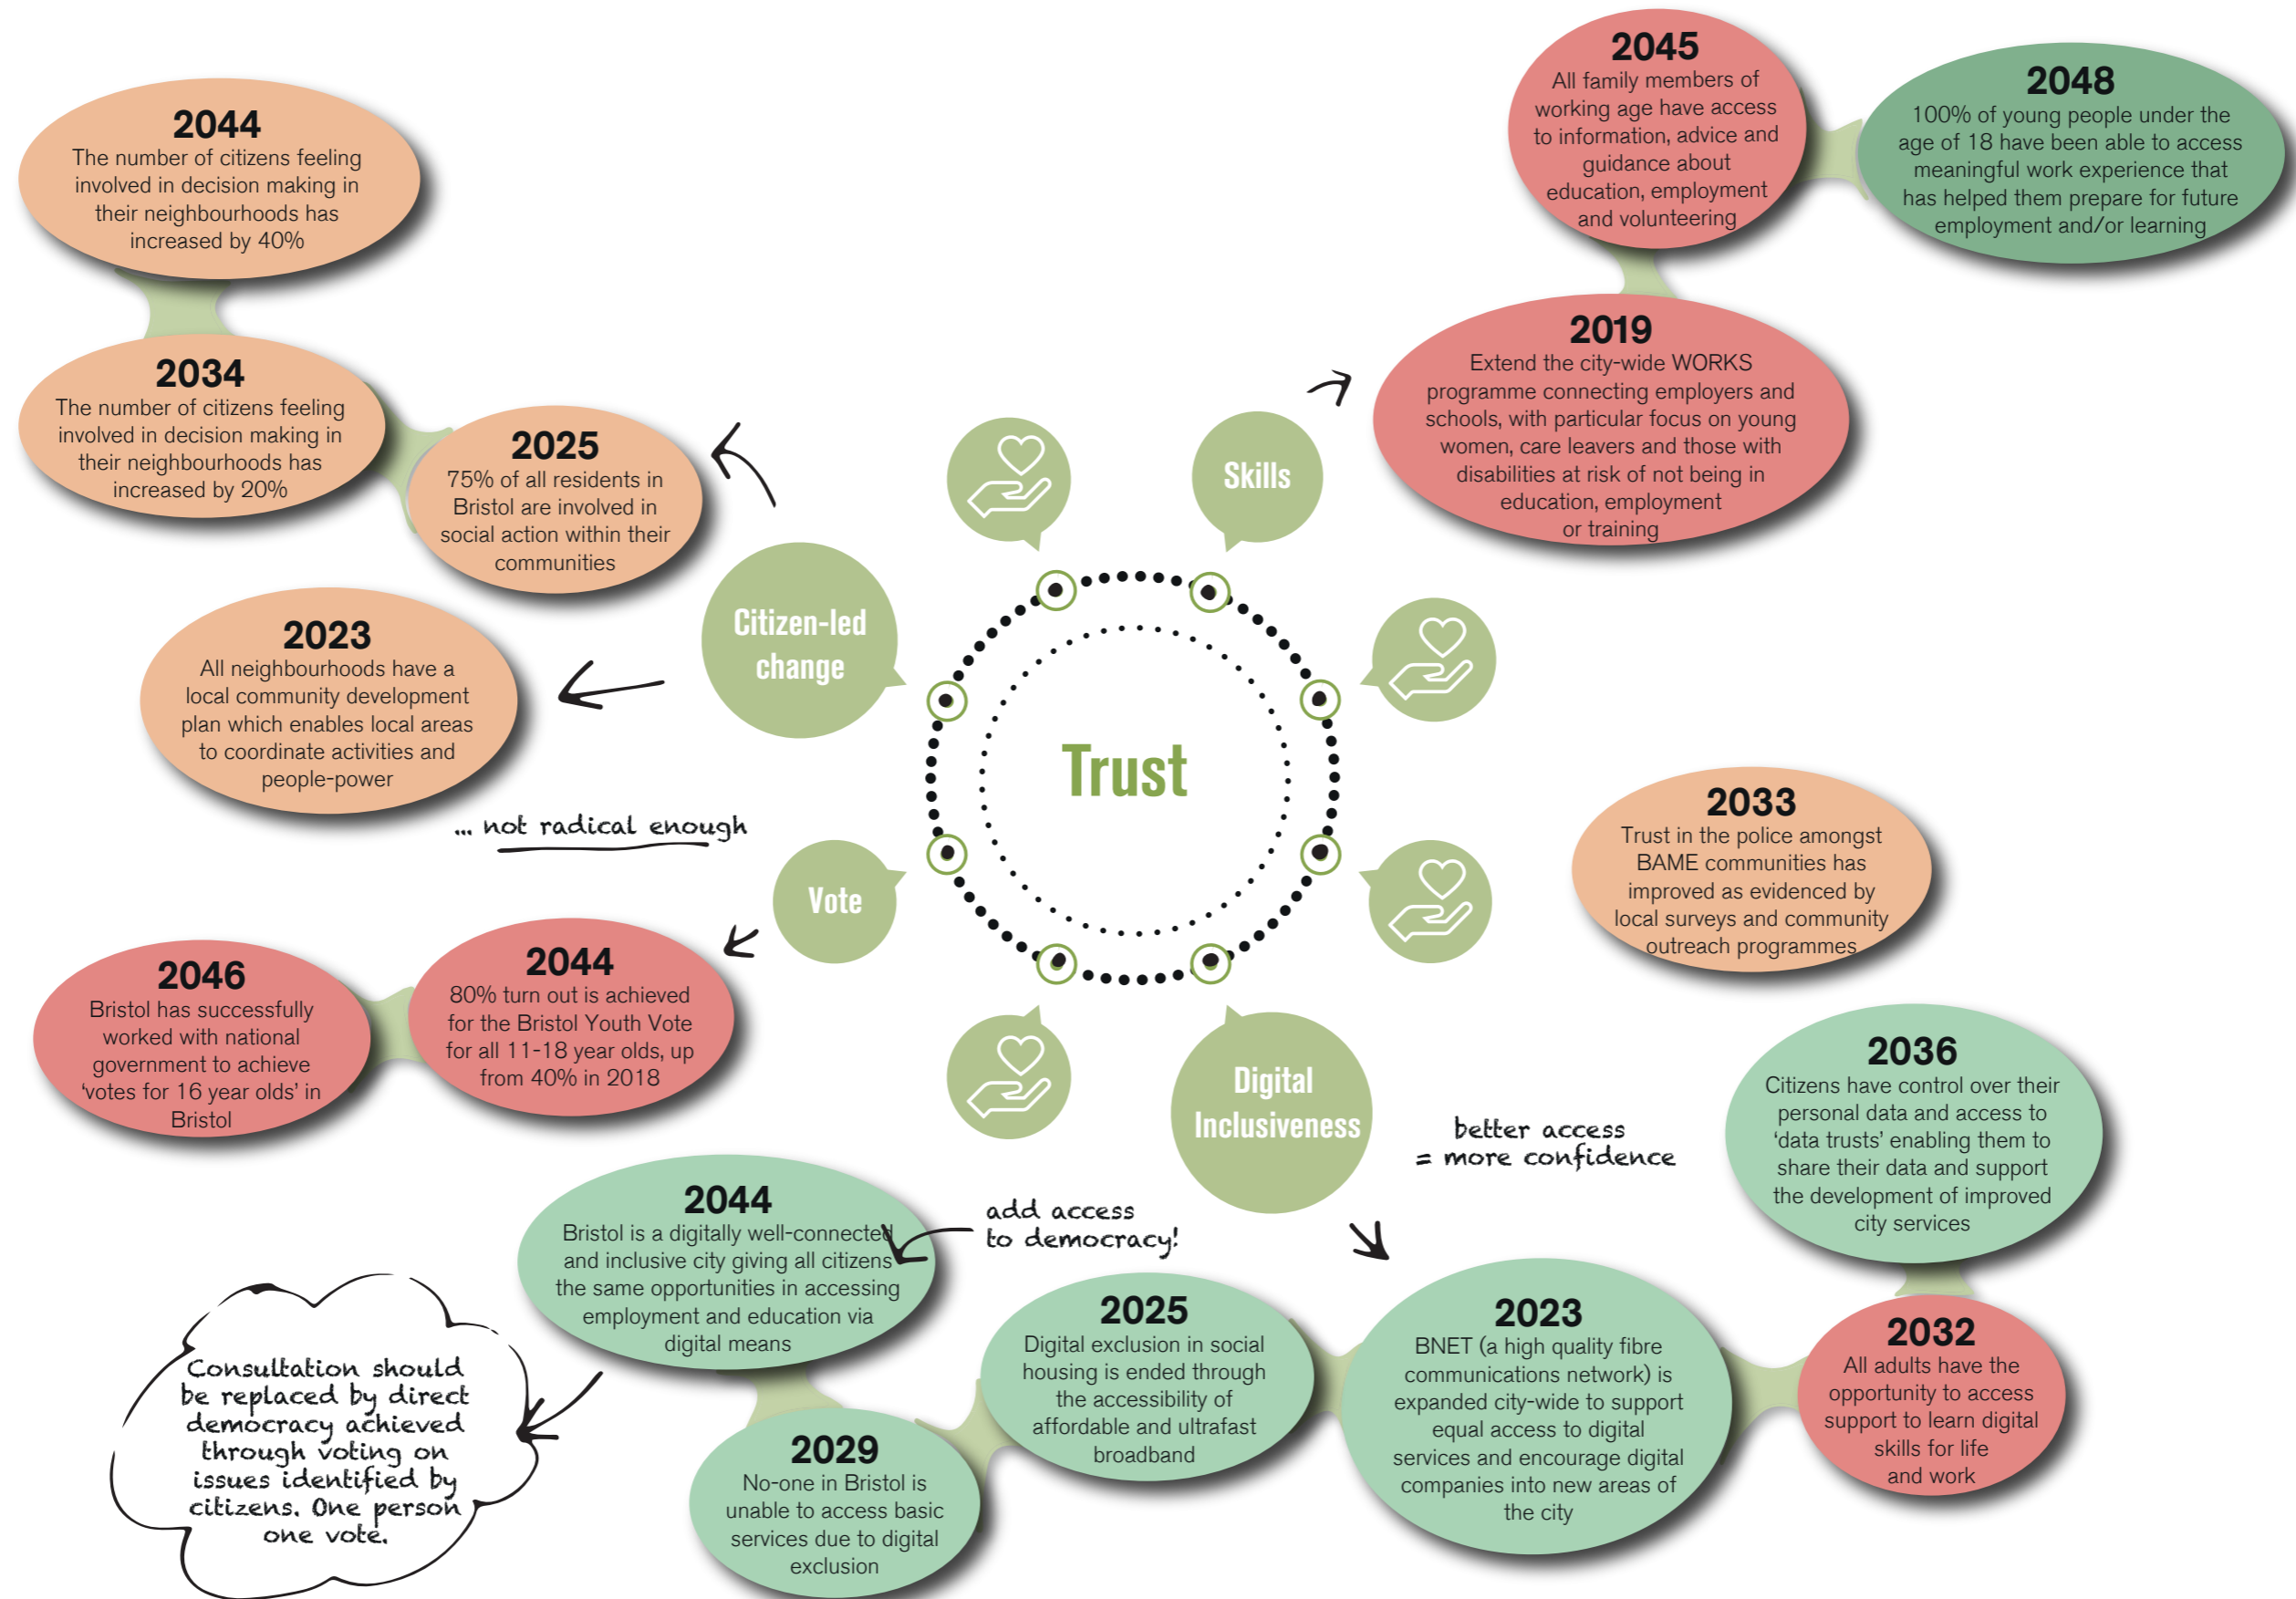 2044
The number of citizens feeling
involved in decision making in
their neighbourhoods has
increased by 40%
2034
The number of citizens feeling
involved in decision making in
their neighbourhoods has
increased by 20%
2025
75% of all residents in
Bristol are involved in
social action within their
communities
2023
All neighbourhoods have a
local community development
plan which enables local areas
to coordinate activities and
people-power
... not radical enough
Citizen-led
change
Skills
2045
All family members of
working age have access
to information, advice and
guidance about
education, employment
and volunteering
2048
100% of young people under the
age of 18 have been able to access
meaningful work experience that
has helped them prepare for future
employment and/or learning
2019
Extend the city-wide WORKS
programme connecting employers and
schools, with particular focus on young
women, care leavers and those with
disabilities at risk of not being in
education, employment
or training
Trust
2033
Trust in the police amongst
BAME communities has
improved as evidenced by
local surveys and community
outreach programmes
Vote
2046
Bristol has successfully
worked with national
government to achieve
‘votes for 16 year olds’ in
Bristol
2044
80% turn out is achieved
for the Bristol Youth Vote
for all 11-18 year olds, up
from 40% in 2018
Digital
Inclusiveness
better access
= more confidence
2036
Citizens have control over their
personal data and access to
‘data trusts’ enabling them to
share their data and support
the development of improved
city services
2044
Bristol is a digitally well-connected
and inclusive city giving all citizens
the same opportunities in accessing
employment and education via
digital means
add access
to democracy!
2025
Digital exclusion in social
housing is ended through
the accessibility of
affordable and ultrafast
broadband
2023
BNET (a high quality fibre
communications network) is
expanded city-wide to support
equal access to digital
services and encourage digital
companies into new areas of
the city
2032
All adults have the
opportunity to access
support to learn digital
skills for life
and work
2029
No-one in Bristol is
unable to access basic
services due to digital
exclusion
Consultation should
be replaced by direct
democracy achieved
through voting on
issues identified by
citizens. One person
one vote.